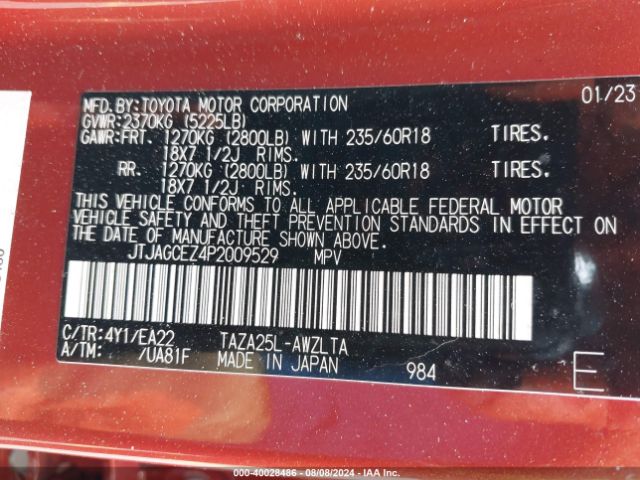 MFD.BY:TOYOTA MOTOR CORPORATION 01/23
GVWR:2370KG (5225LB)
GAWR:FRT. 1270KG (2800LB) WITH 235/60R18 TIRES.
18X7 1/2J RIMS.
RR. 1270KG (2800LB) WITH 235/60R18 TIRES.
18X7 1/2J RIMS.
THIS VEHICLE CONFORMS TO ALL APPLICABLE FEDERAL MOTOR
VEHICLE SAFETY AND THEFT PREVENTION STANDARDS IN EFFECT ON
THE DATE OF MANUFACTURE SHOWN ABOVE.
JTJAGCEZ4P2009529 MPV
C/TR:4Y1/EA22 TAZA25L-AWZLTA
A/TM: /UA81F MADE IN JAPAN 984 E
000-40028486 - 08/08/2024 - IAA Inc.